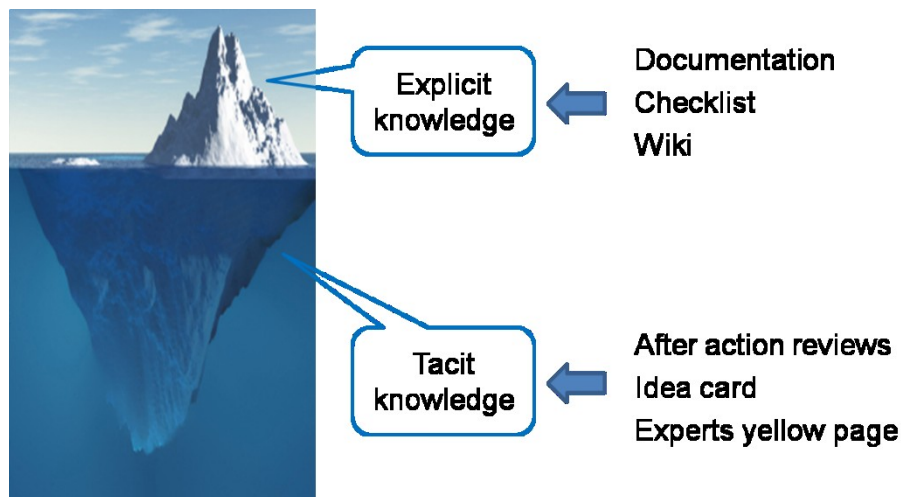 Explicit
knowledge
Documentation
Checklist
Wiki
Tacit
knowledge
After action reviews
Idea card
Experts yellow page